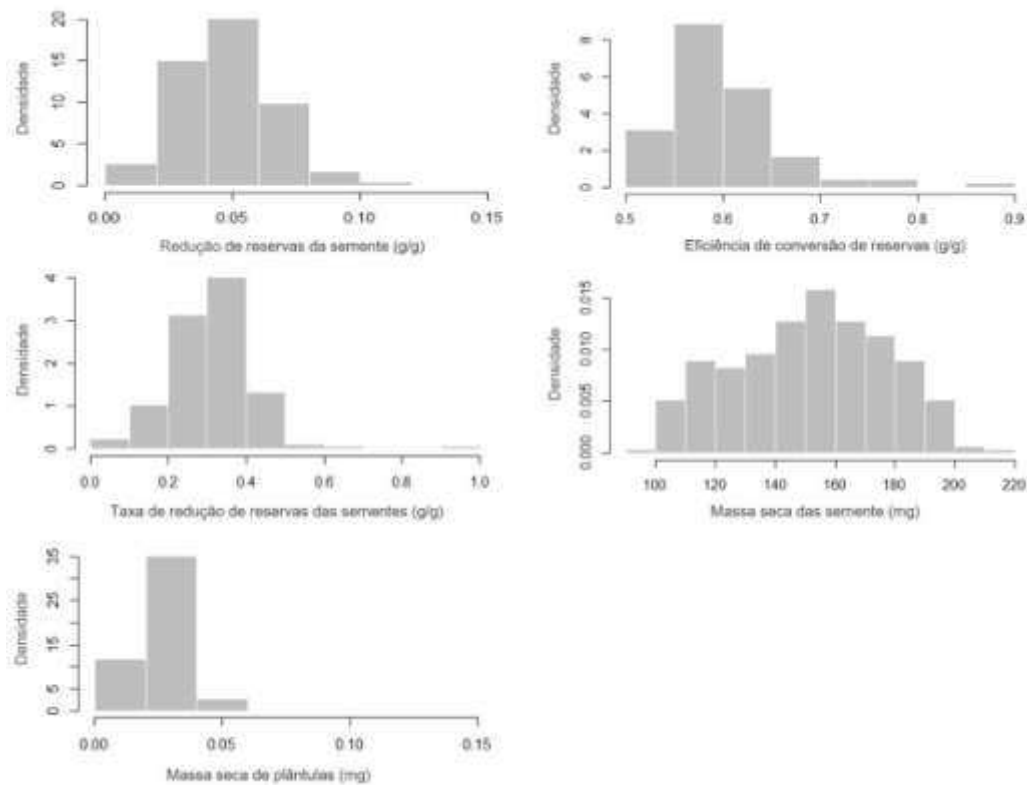 Densidade
0 5 10 15 20
0.00 0.05 0.10 0.15
Redução de reservas da semente (g/g)
Densidade
0 2 4 6 8
0.5 0.6 0.7 0.8 0.9
Eficiência de conversão de reservas (g/g)
Densidade
0 1 2 3 4
0.0 0.2 0.4 0.6 0.8 1.0
Taxa de redução de reservas das sementes (g/g)
Densidade
0.000 0.005 0.010 0.015
100 120 140 160 180 200 220
Massa seca das semente (mg)
Densidade
0 5 15 25 35
0.00 0.05 0.10 0.15
Massa seca de plântulas (mg)